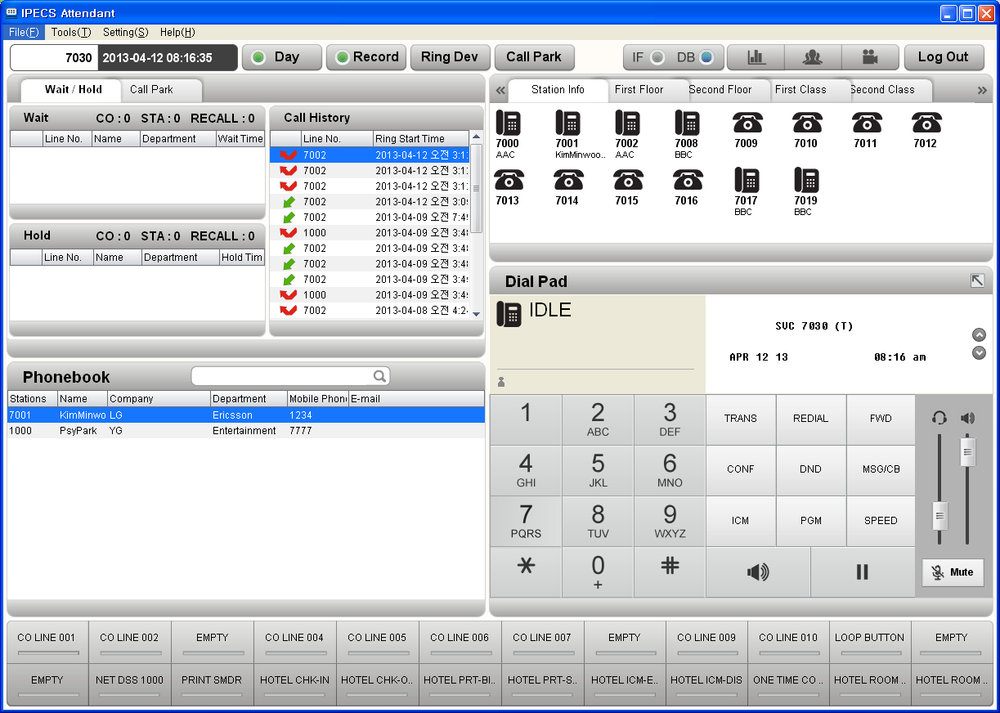 IPECS Attendant
File(F) Tools(T) Setting(S) Help(H)
7030 2013-04-12 08:16:35 Day Record Ring Dev Call Park IF DB Log Out
Wait / Hold Call Park
Wait CO : 0 STA : 0 RECALL : 0
Line No. Name Department Wait Time
Hold CO : 0 STA : 0 RECALL : 0
Line No. Name Department Hold Tim
Call History
Line No. Ring Start Time
7002 2013-04-12 오전 3:1
7002 2013-04-12 오전 3:1
7002 2013-04-12 오전 3:1
7002 2013-04-12 오전 3:0
7002 2013-04-09 오전 7:4
1000 2013-04-09 오전 3:4
7002 2013-04-09 오전 3:4
7002 2013-04-09 오전 3:4
7002 2013-04-09 오전 3:4
1000 2013-04-09 오전 3:4
7002 2013-04-08 오전 4:2
« Station Info First Floor Second Floor First Class Second Class »
7000 7001 7002 7008 7009 7010 7011 7012
AAC KimMinwoo.. AAC BBC
7013 7014 7015 7016 7017 7019
BBC BBC
Phonebook
Stations Name Company Department Mobile Phon E-mail
7001 KimMinwo LG Ericsson 1234
1000 PsyPark YG Entertainment 7777
Dial Pad
IDLE
SVC 7030 (T)
APR 12 13 08:16 am
1 2 3 TRANS REDIAL FWD
ABC DEF
4 5 6 CONF DND MSG/CB
GHI JKL MNO
7 8 9 ICM PGM SPEED
PQRS TUV WXYZ
* 0 #
+
Mute
CO LINE 001 CO LINE 002 EMPTY CO LINE 004 CO LINE 005 CO LINE 006 CO LINE 007 EMPTY CO LINE 009 CO LINE 010 LOOP BUTTON EMPTY
EMPTY NET DSS 1000 PRINT SMDR HOTEL CHK-IN HOTEL CHK-O.. HOTEL PRT-BI.. HOTEL PRT-S.. HOTEL ICM-E.. HOTEL ICM-DIS ONE TIME CO .. HOTEL ROOM .. HOTEL ROOM ..